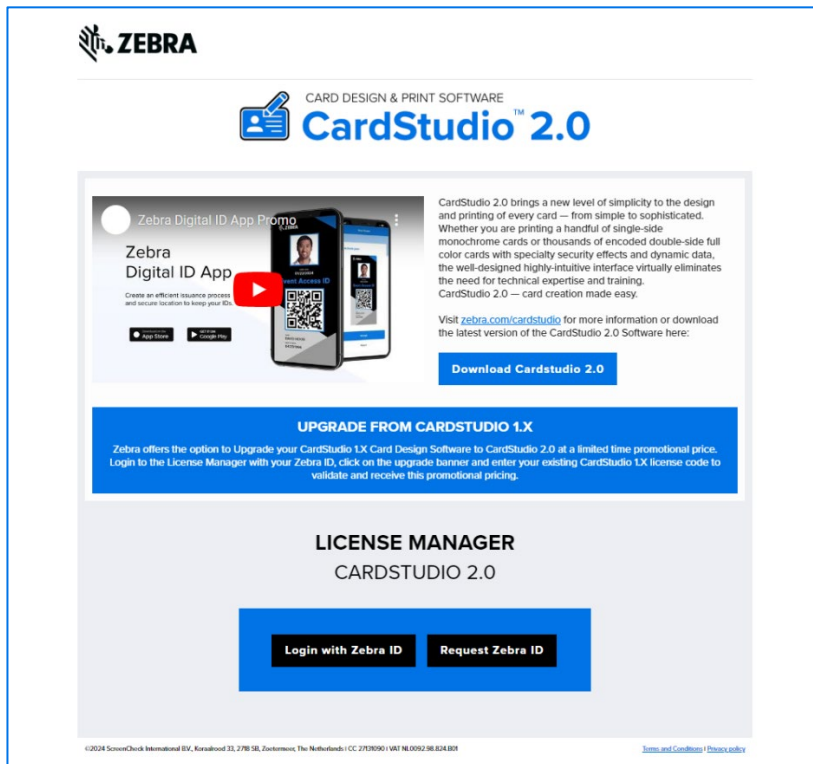 ZEBRA
CARD DESIGN & PRINT SOFTWARE
CardStudio™ 2.0
Zebra Digital ID App Promo
Zebra
Digital ID App
Create an efficient issuance process
and secure location to keep your IDs.
App Store
Google Play
ZEBRA
Event Access ID
CardStudio 2.0 brings a new level of simplicity to the design
and printing of every card — from simple to sophisticated.
Whether you are printing a handful of single-side
monochrome cards or thousands of encoded double-side full
color cards with specialty security effects and dynamic data,
the well-designed highly-intuitive interface virtually eliminates
the need for technical expertise and training.
CardStudio 2.0 — card creation made easy.
Visit zebra.com/cardstudio for more information or download
the latest version of the CardStudio 2.0 Software here:
Download Cardstudio 2.0
UPGRADE FROM CARDSTUDIO 1.X
Zebra offers the option to Upgrade your CardStudio 1.X Card Design Software to CardStudio 2.0 at a limited time promotional price.
Login to the License Manager with your Zebra ID, click on the upgrade banner and enter your existing CardStudio 1.X license code to
validate and receive this promotional pricing.
LICENSE MANAGER
CARDSTUDIO 2.0
Login with Zebra ID
Request Zebra ID
©2024 ScreenCheck International B.V., Koraalrood 33, 2718 SB, Zoetermeer, The Netherlands | CC 27131090 | VAT NL0092.98.824.B01
Terms and Conditions | Privacy policy